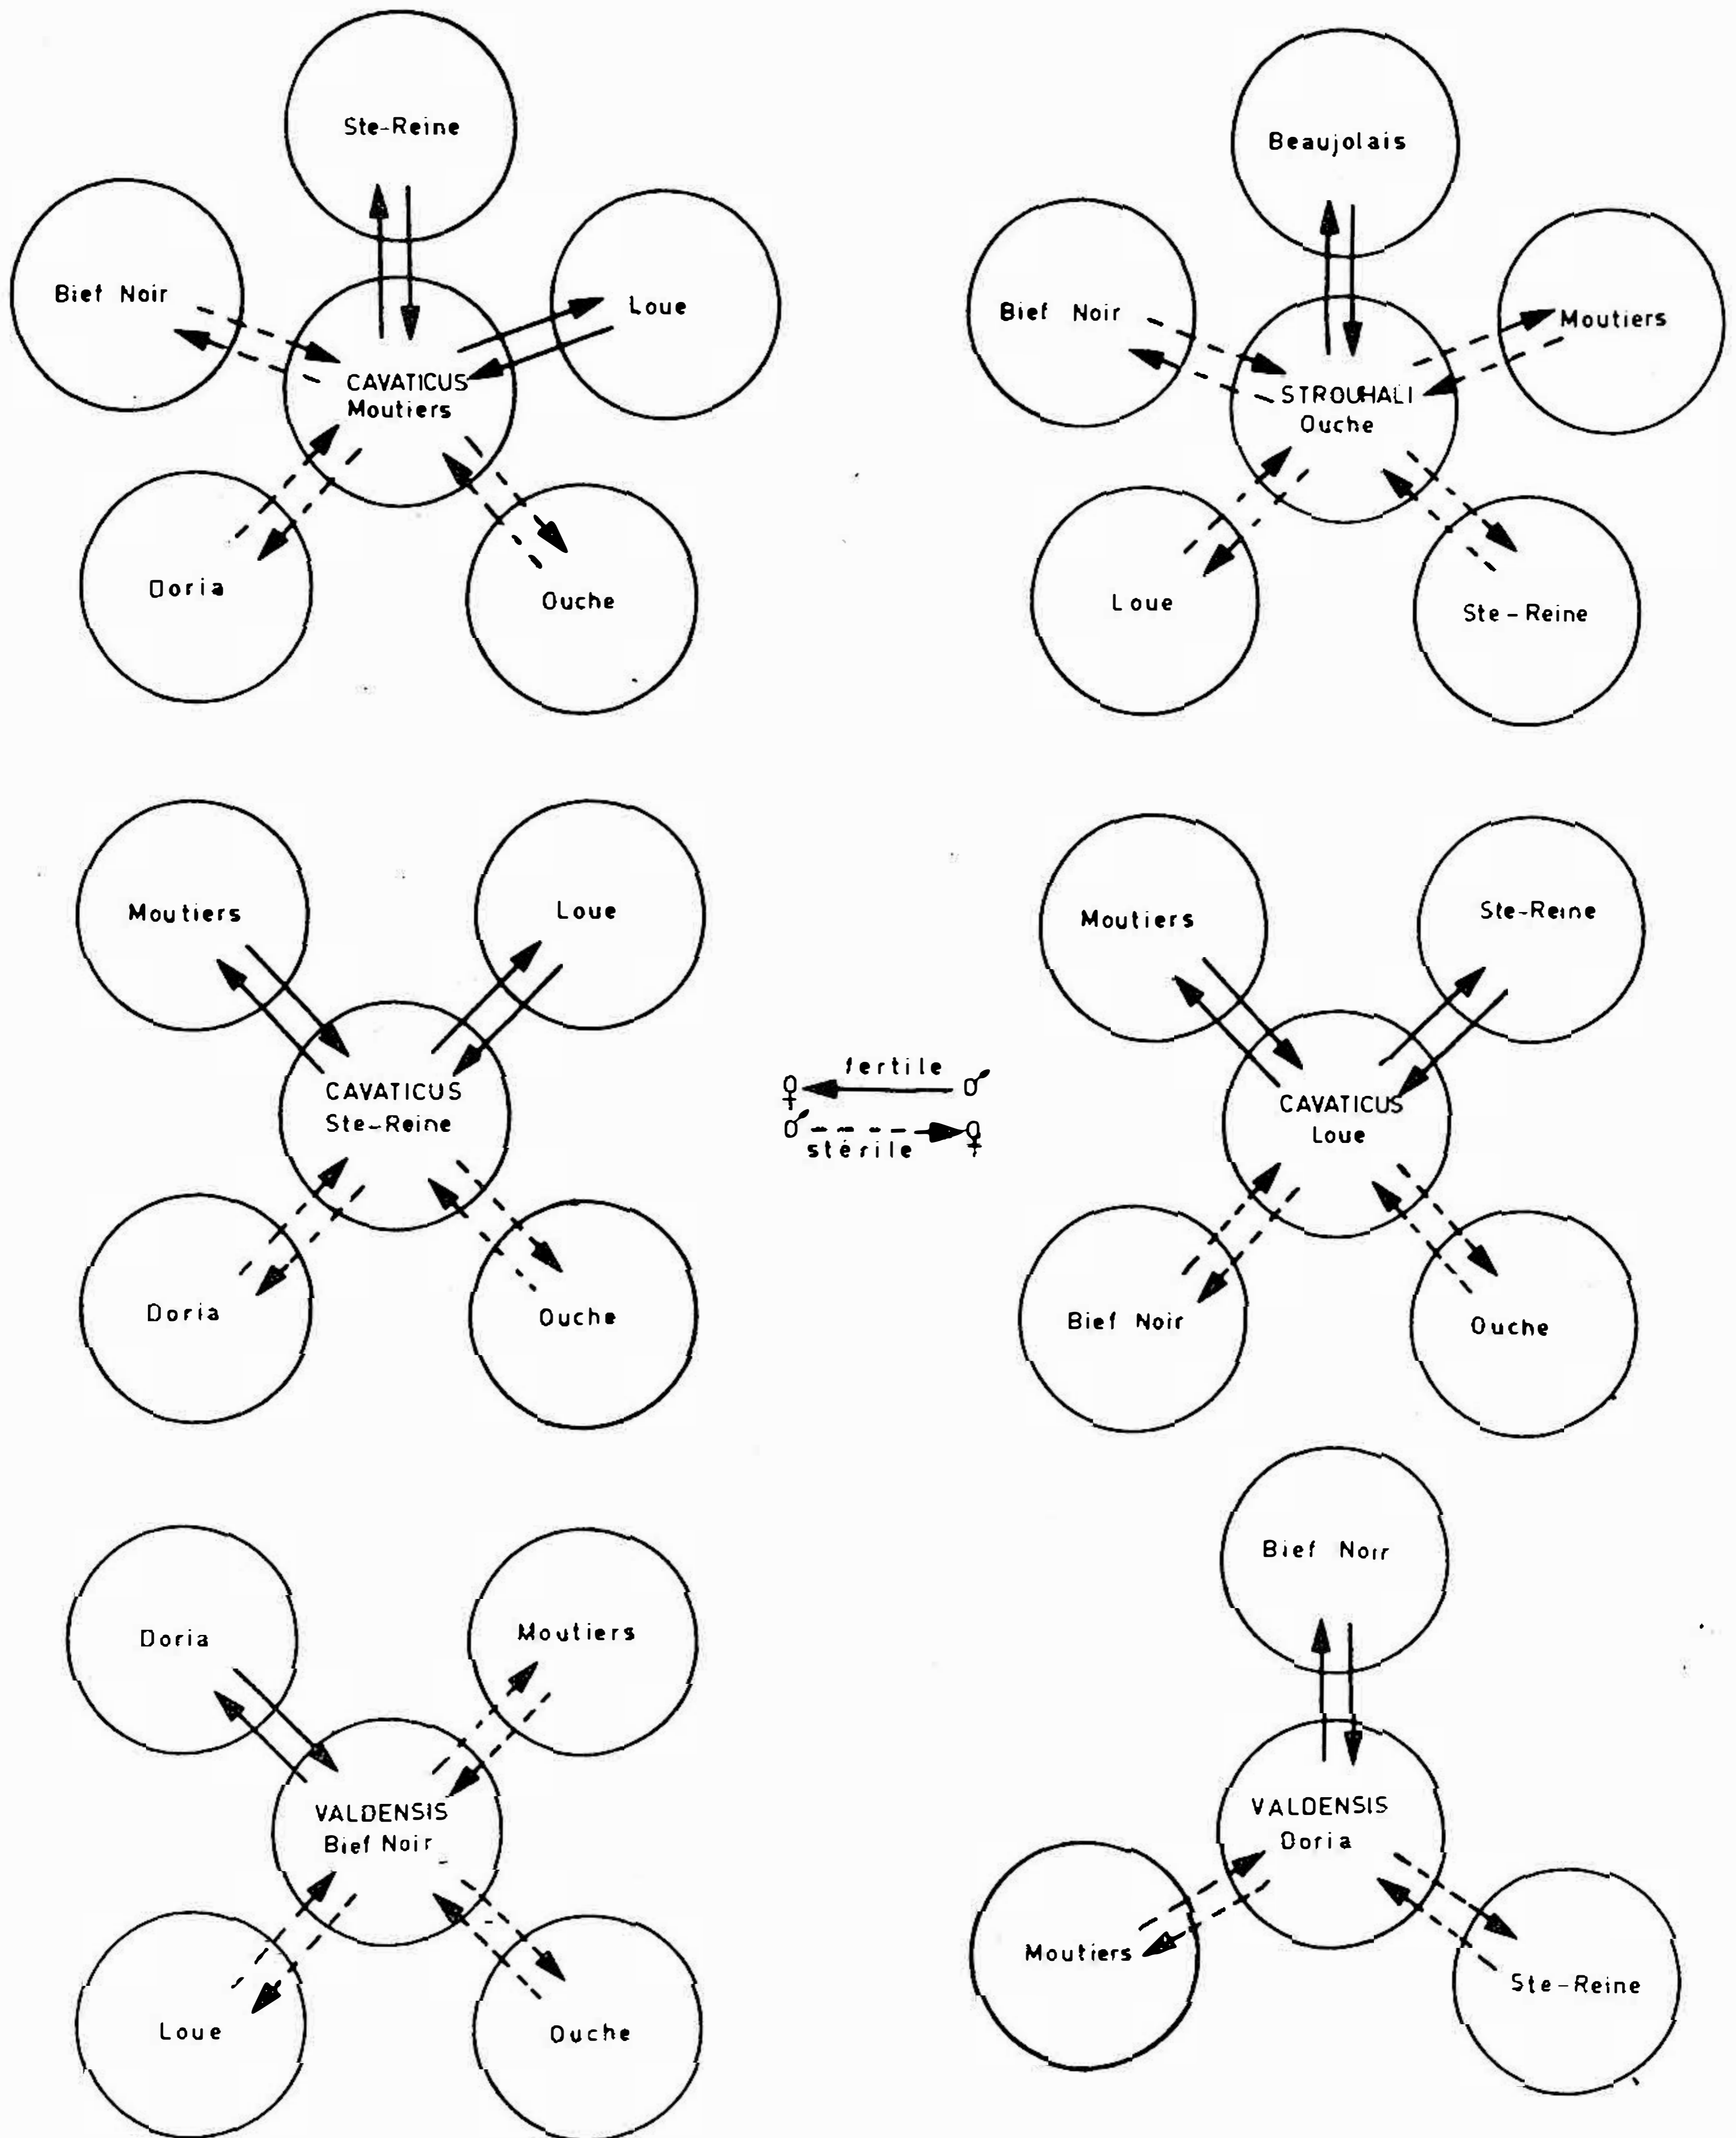 Ste-Reine
Bief Noir
Loue
CAVATICUS
Moutiers
Doria
Ouche
Beaujolais
Bief Noir
Moutiers
STROUHALI
Ouche
Loue
Ste-Reine
Moutiers
Loue
CAVATICUS
Ste-Reine
Doria
Ouche
♀ fertile ♂
♂ stérile ♀
Moutiers
Ste-Reine
CAVATICUS
Loue
Bief Noir
Ouche
Doria
Moutiers
VALDENSIS
Bief Noir
Loue
Ouche
Bief Noir
VALDENSIS
Doria
Moutiers
Ste-Reine